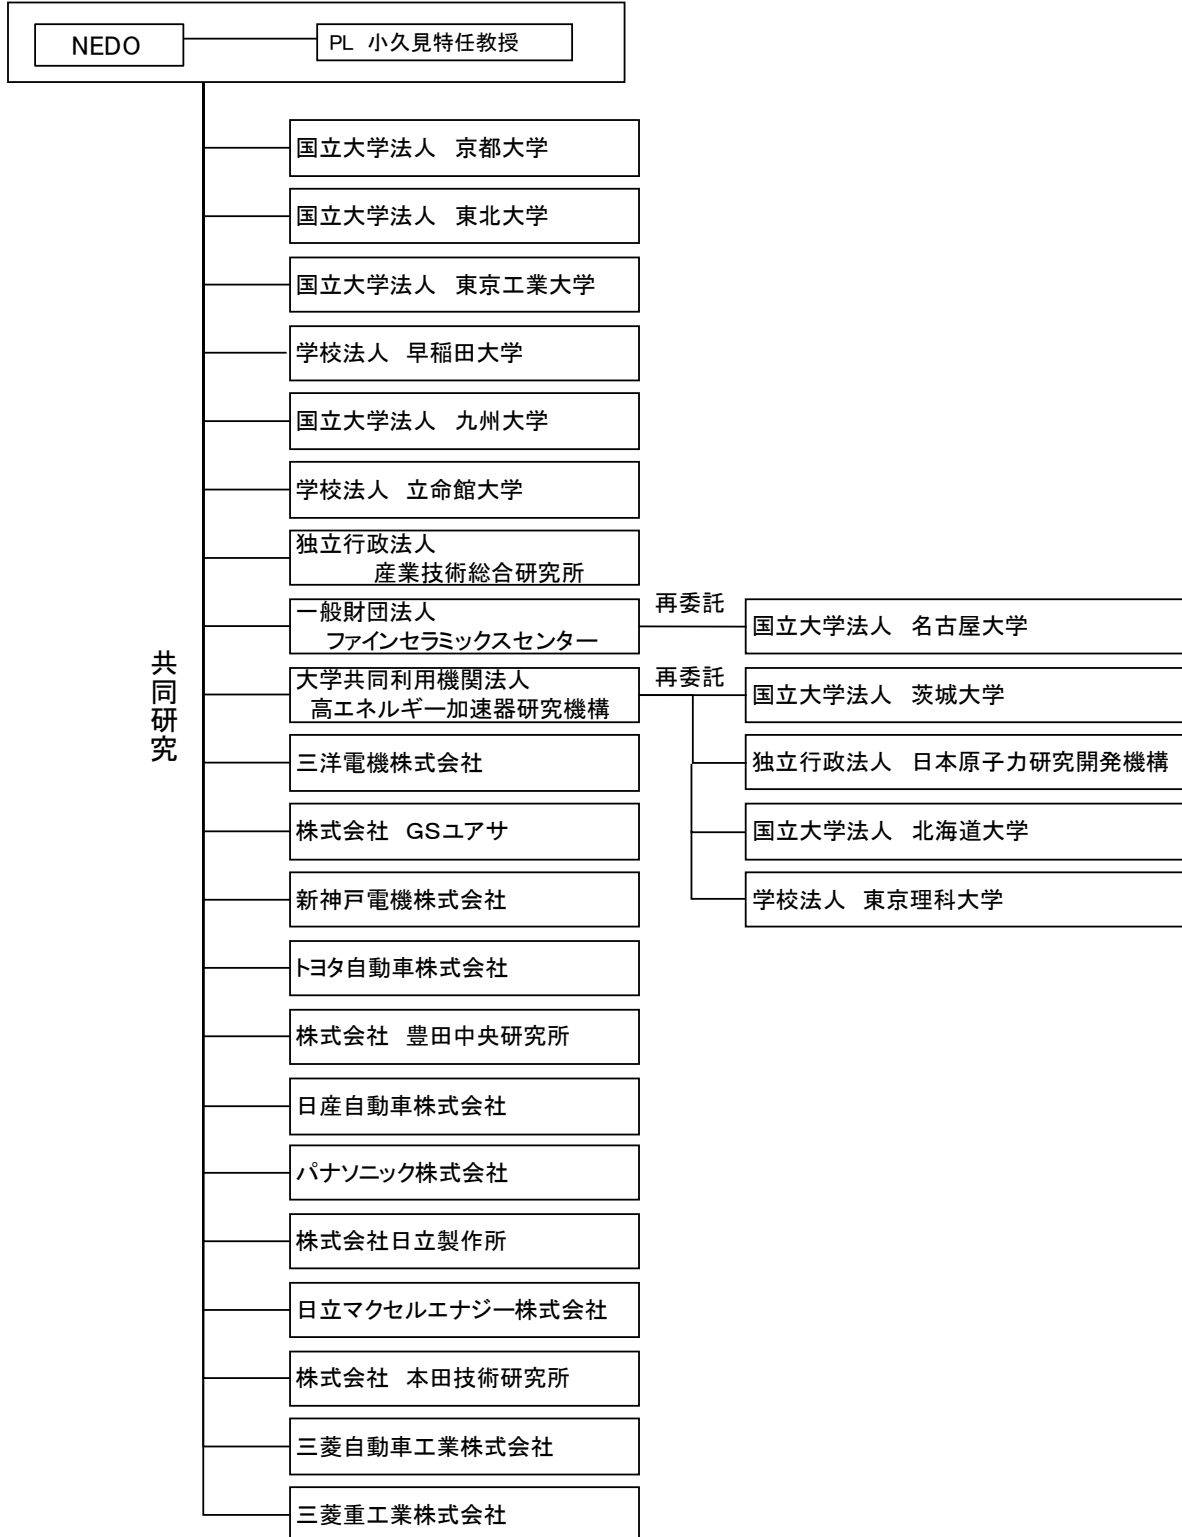 NEDO
PL 小久見特任教授
国立大学法人 京都大学
国立大学法人 東北大学
国立大学法人 東京工業大学
学校法人 早稲田大学
国立大学法人 九州大学
学校法人 立命館大学
独立行政法人
産業技術総合研究所
一般財団法人
ファインセラミックスセンター
再委託
国立大学法人 名古屋大学
共同研究
大学共同利用機関法人
高エネルギー加速器研究機構
再委託
国立大学法人 茨城大学
三洋電機株式会社
独立行政法人 日本原子力研究開発機構
株式会社 GSユアサ
国立大学法人 北海道大学
新神戸電機株式会社
学校法人 東京理科大学
トヨタ自動車株式会社
株式会社 豊田中央研究所
日産自動車株式会社
パナソニック株式会社
株式会社日立製作所
日立マクセルエナジー株式会社
株式会社 本田技術研究所
三菱自動車工業株式会社
三菱重工業株式会社